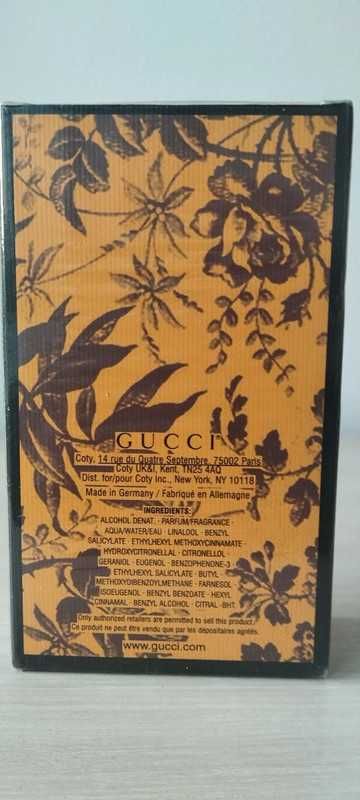 GUCCI
Coty, 14 rue du Quatre Septembre, 75002 Paris
Coty UK&I, Kent, TN25 4AQ
Dist. for/pour Coty Inc., New York, NY 10118
Made in Germany / Fabriqué en Allemagne
INGREDIENTS:
ALCOHOL DENAT. · PARFUM/FRAGRANCE ·
AQUA/WATER/EAU · LINALOOL · BENZYL
SALICYLATE · ETHYLHEXYL METHOXYCINNAMATE ·
HYDROXYCITRONELLAL · CITRONELLOL ·
GERANIOL · EUGENOL · BENZOPHENONE-3 ·
ETHYLHEXYL SALICYLATE · BUTYL
METHOXYDIBENZOYLMETHANE · FARNESOL ·
ISOEUGENOL · BENZYL BENZOATE · HEXYL
CINNAMAL · BENZYL ALCOHOL · CITRAL · BHT.
Only authorized retailers are permitted to sell this product.
Ce produit ne peut être vendu que par les dépositaires agréés.
www.gucci.com